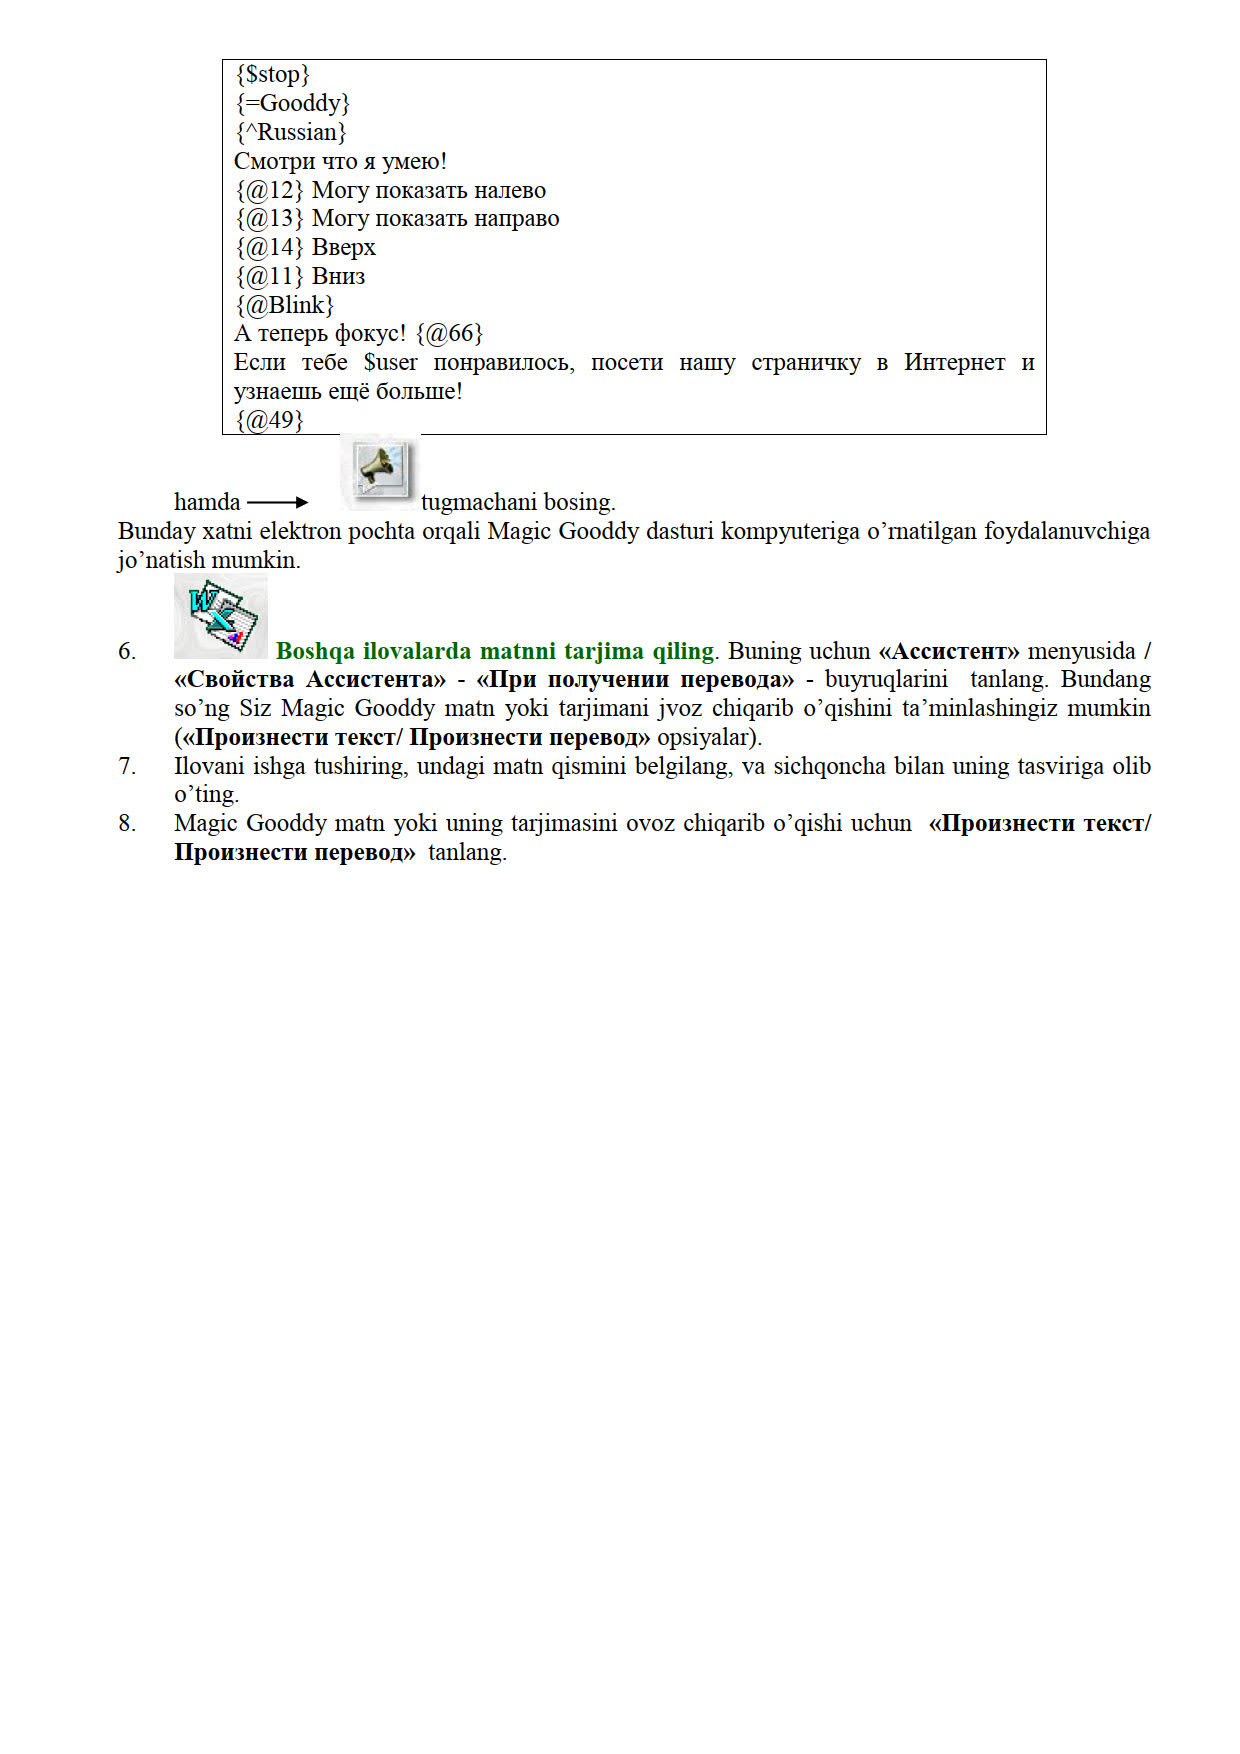 {$stop}
{=Gooddy}
{^Russian}
Смотри что я умею!
{@12} Могу показать налево
{@13} Могу показать направо
{@14} Вверх
{@11} Вниз
{@Blink}
А теперь фокус! {@66}
Если тебе $user понравилось, посети нашу страничку в Интернет и
узнаешь ещё больше!
{@49}
hamda tugmachani bosing.
Bunday xatni elektron pochta orqali Magic Gooddy dasturi kompyuteriga o’rnatilgan foydalanuvchiga
jo’natish mumkin.
6. Boshqa ilovalarda matnni tarjima qiling. Buning uchun «Ассистент» menyusida /
«Свойства Ассистента» - «При получении перевода» - buyruqlarini tanlang. Bundang
so’ng Siz Magic Gooddy matn yoki tarjimani jvoz chiqarib o’qishini ta’minlashingiz mumkin
(«Произнести текст/ Произнести перевод» opsiyalar).
7. Ilovani ishga tushiring, undagi matn qismini belgilang, va sichqoncha bilan uning tasviriga olib
o’ting.
8. Magic Gooddy matn yoki uning tarjimasini ovoz chiqarib o’qishi uchun «Произнести текст/
Произнести перевод» tanlang.